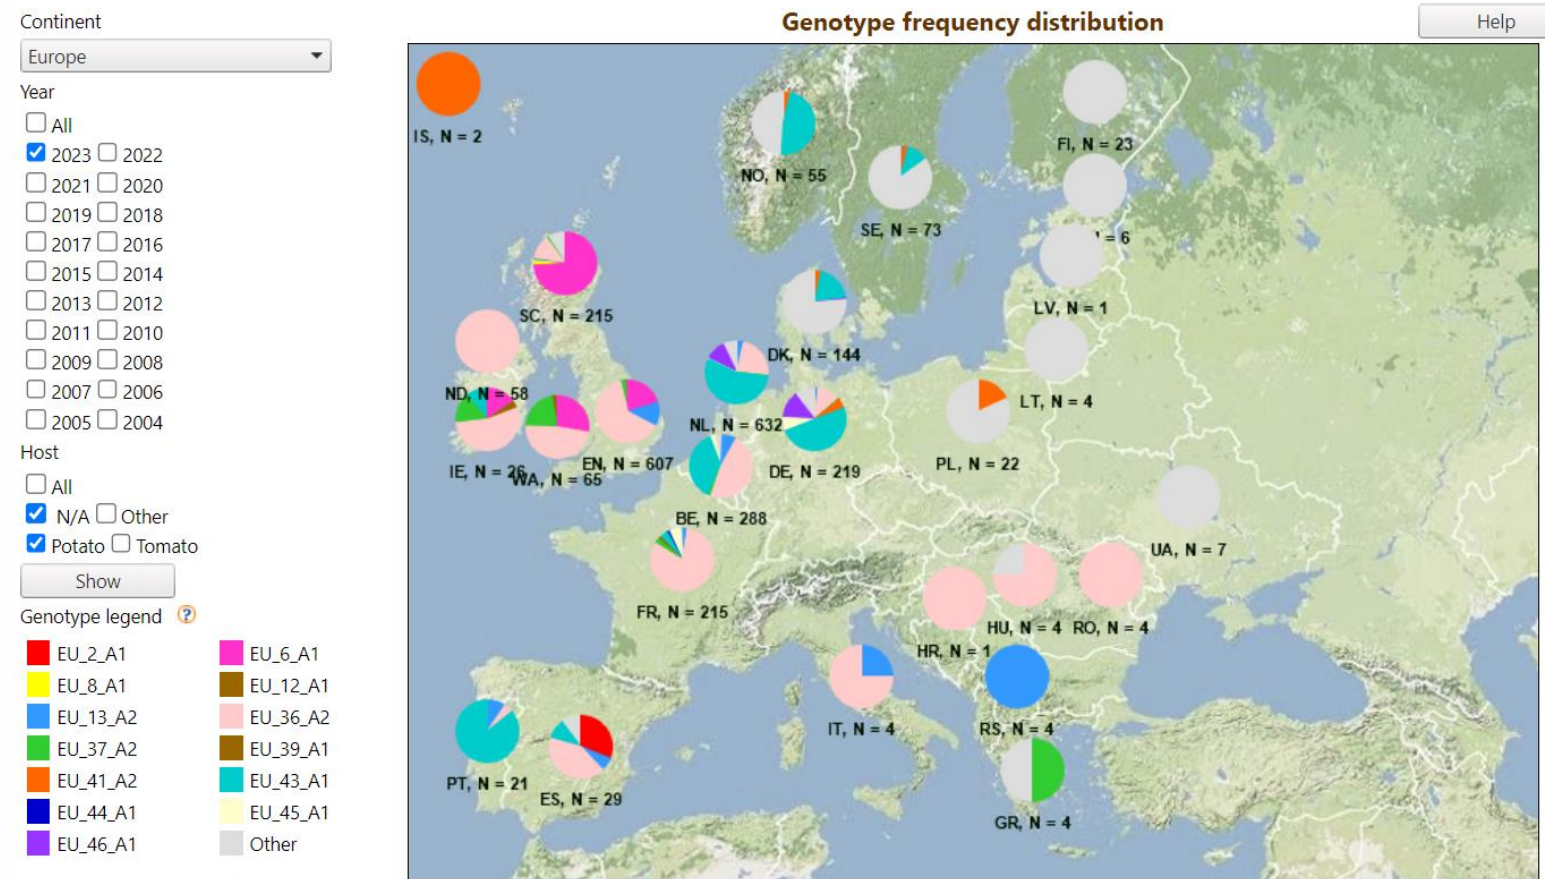 Continent
Genotype frequency distribution
Help
Europe
Year
All
2023 2022
2021 2020
2019 2018
2017 2016
2015 2014
2013 2012
2011 2010
2009 2008
2007 2006
2005 2004
Host
All
N/A Other
Potato Tomato
Show
Genotype legend ?
EU_2_A1 EU_6_A1
EU_8_A1 EU_12_A1
EU_13_A2 EU_36_A2
EU_37_A2 EU_39_A1
EU_41_A2 EU_43_A1
EU_44_A1 EU_45_A1
EU_46_A1 Other
IS, N = 2
FI, N = 23
NO, N = 55
SE, N = 73
= 6
LV, N = 1
SC, N = 215
DK, N = 144
ND, N = 58
LT, N = 4
NL, N = 632
IE, N = 26
WA, N = 65
EN, N = 607
DE, N = 219
PL, N = 22
BE, N = 288
UA, N = 7
FR, N = 215
HU, N = 4
RO, N = 4
HR, N = 1
IT, N = 4
RS, N = 4
PT, N = 21
ES, N = 29
GR, N = 4